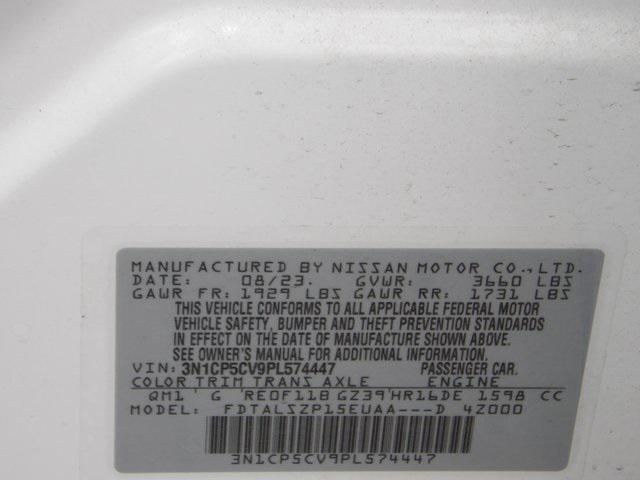 MANUFACTURED BY NISSAN MOTOR CO.,LTD.
DATE: 08/23. GVWR: 3660 LBS
GAWR FR: 1929 LBS GAWR RR: 1731 LBS
THIS VEHICLE CONFORMS TO ALL APPLICABLE FEDERAL MOTOR
VEHICLE SAFETY, BUMPER AND THEFT PREVENTION STANDARDS
IN EFFECT ON THE DATE OF MANUFACTURE SHOWN ABOVE.
SEE OWNER'S MANUAL FOR ADDITIONAL INFORMATION.
VIN: 3N1CP5CV9PL574447 PASSENGER CAR.
COLOR TRIM TRANS AXLE ENGINE
QM1 G RE0F11B GZ39 HR16DE 1598 CC
MODEL: FDTALSZP15EUAA---D 4Z000
3N1CP5CV9PL574447